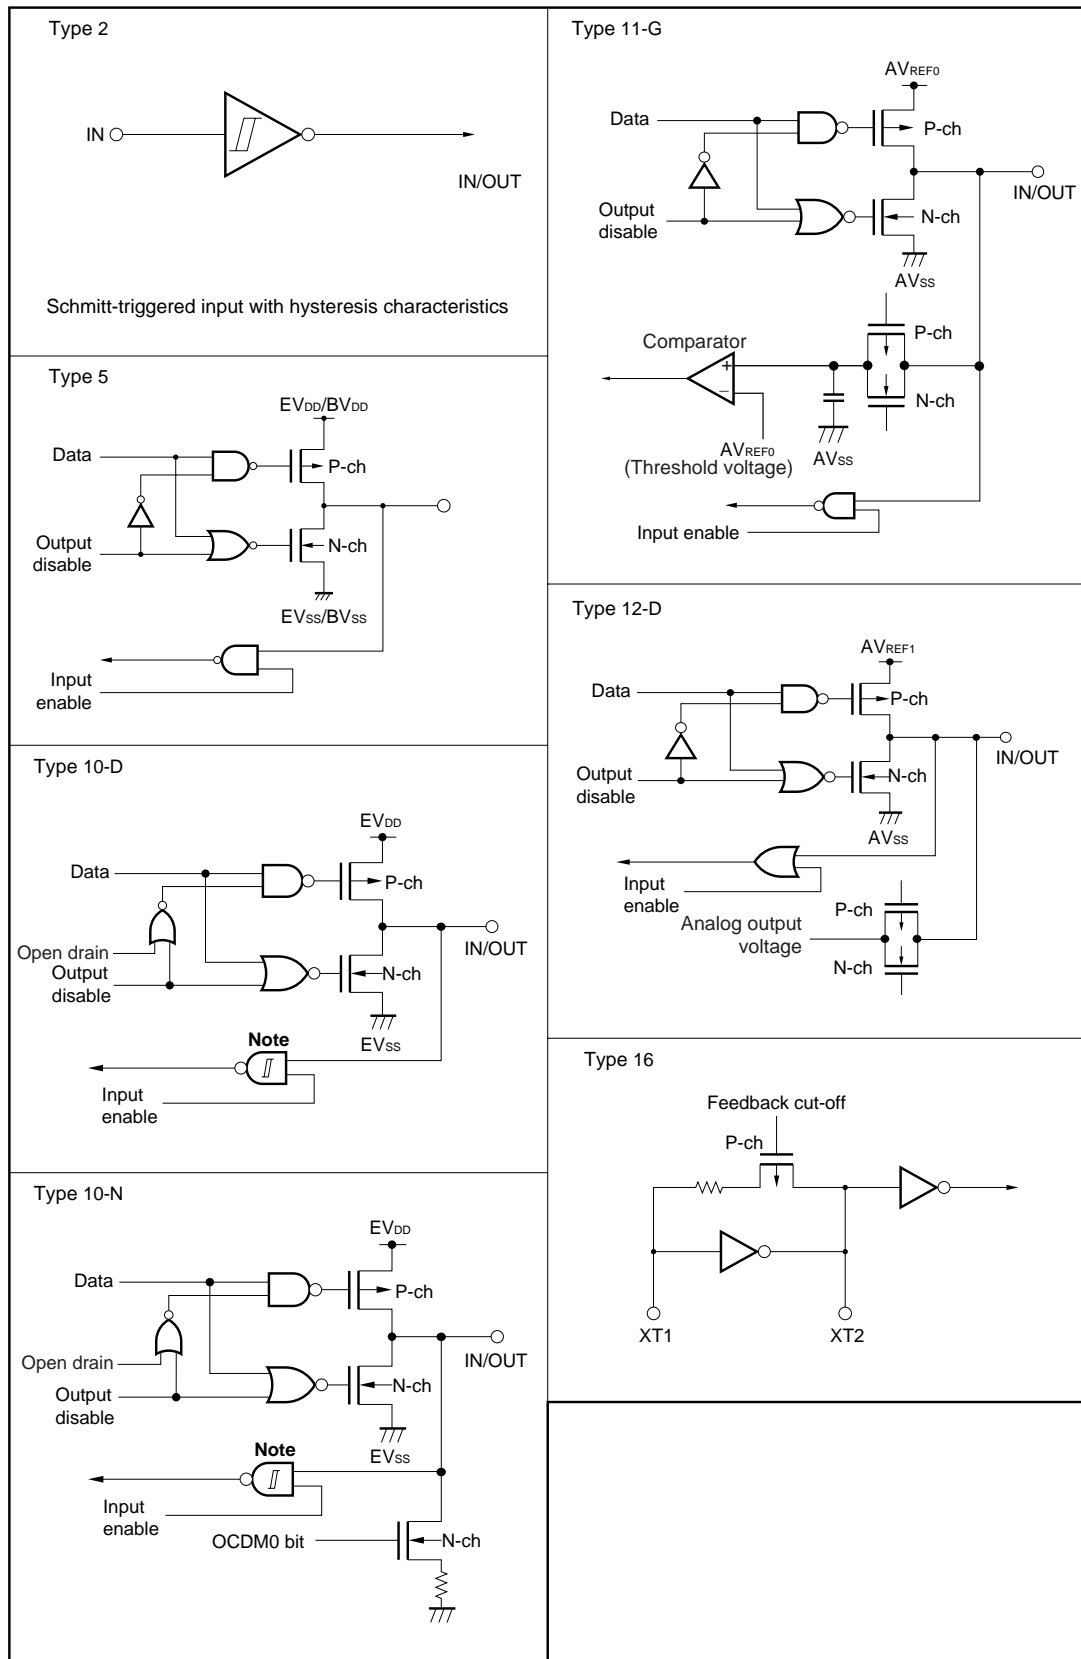 Type 2
IN
IN/OUT
Schmitt-triggered input with hysteresis characteristics
Type 5
EVDD/BVDD
Data
P-ch
Output
disable
N-ch
EVSS/BVSS
Input
enable
Type 10-D
EVDD
Data
P-ch
Open drain
Output
disable
IN/OUT
N-ch
EVSS
Note
Input
enable
Type 10-N
EVDD
Data
P-ch
IN/OUT
Open drain
Output
disable
N-ch
EVSS
Note
Input
enable
OCDM0 bit
N-ch
Type 11-G
AVREF0
Data
P-ch
IN/OUT
Output
disable
N-ch
AVSS
P-ch
Comparator
+
−
N-ch
AVREF0
(Threshold voltage)
AVSS
Input enable
Type 12-D
AVREF1
Data
P-ch
IN/OUT
Output
disable
N-ch
AVSS
Input
enable
P-ch
Analog output
voltage
N-ch
Type 16
Feedback cut-off
P-ch
XT1
XT2